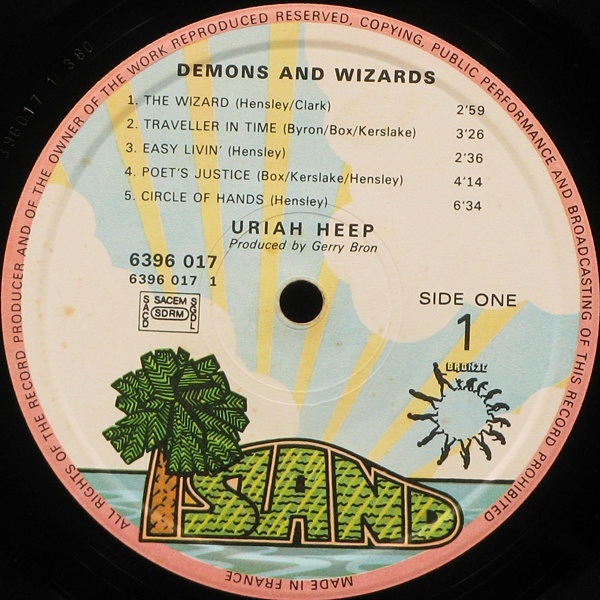 ALL RIGHTS OF THE RECORD PRODUCER AND OF THE OWNER OF THE WORK REPRODUCED RESERVED, COPYING, PUBLIC PERFORMANCE AND BROADCASTING OF THIS RECORD PROHIBITED
DEMONS AND WIZARDS
1. THE WIZARD (Hensley/Clark) 2'59
2. TRAVELLER IN TIME (Byron/Box/Kerslake) 3'26
3. EASY LIVIN' (Hensley) 2'36
4. POET'S JUSTICE (Box/Kerslake/Hensley) 4'14
5. CIRCLE OF HANDS (Hensley) 6'34
URIAH HEEP
Produced by Gerry Bron
6396 017
6396 017 1
SACEM
SACD
SDRM
SGDL
SIDE ONE
1
BRONZE
ISLAND
MADE IN FRANCE